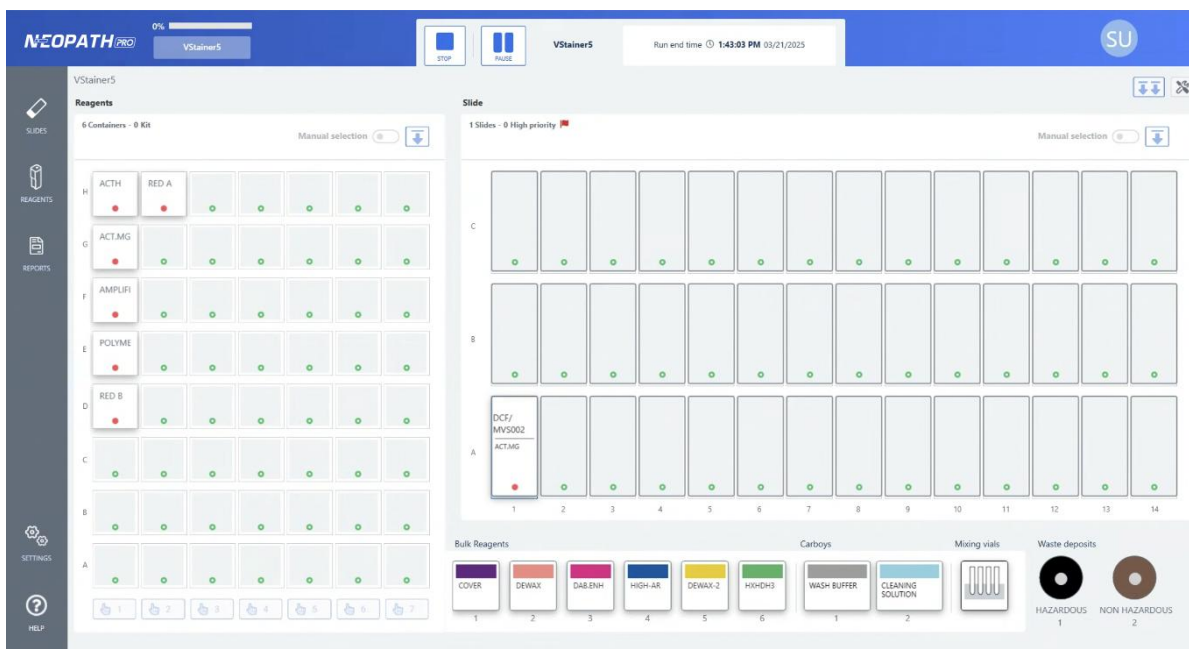 NEOPATH PRO
0%
VStainer5
STOP
PAUSE
VStainer5
Run end time 1:43:03 PM 03/21/2025
SU
SLIDES
REAGENTS
REPORTS
SETTINGS
HELP
VStainer5
Reagents
6 Containers - 0 Kit
Manual selection
H
ACTH
RED A
G
ACT.MG
F
AMPLIFI
E
POLYME
D
RED B
C
B
A
1 2 3 4 5 6 7
Slide
1 Slides - 0 High priority
Manual selection
C
B
A
DCF/
MVS002
ACT.MG
1 2 3 4 5 6 7 8 9 10 11 12 13 14
Bulk Reagents
COVER
DEWAX
DAB.ENH
HIGH-AR
DEWAX-2
HXHDH3
1 2 3 4 5 6
Carboys
WASH BUFFER
CLEANING
SOLUTION
1 2
Mixing vials
Waste deposits
HAZARDOUS
1
NON HAZARDOUS
2